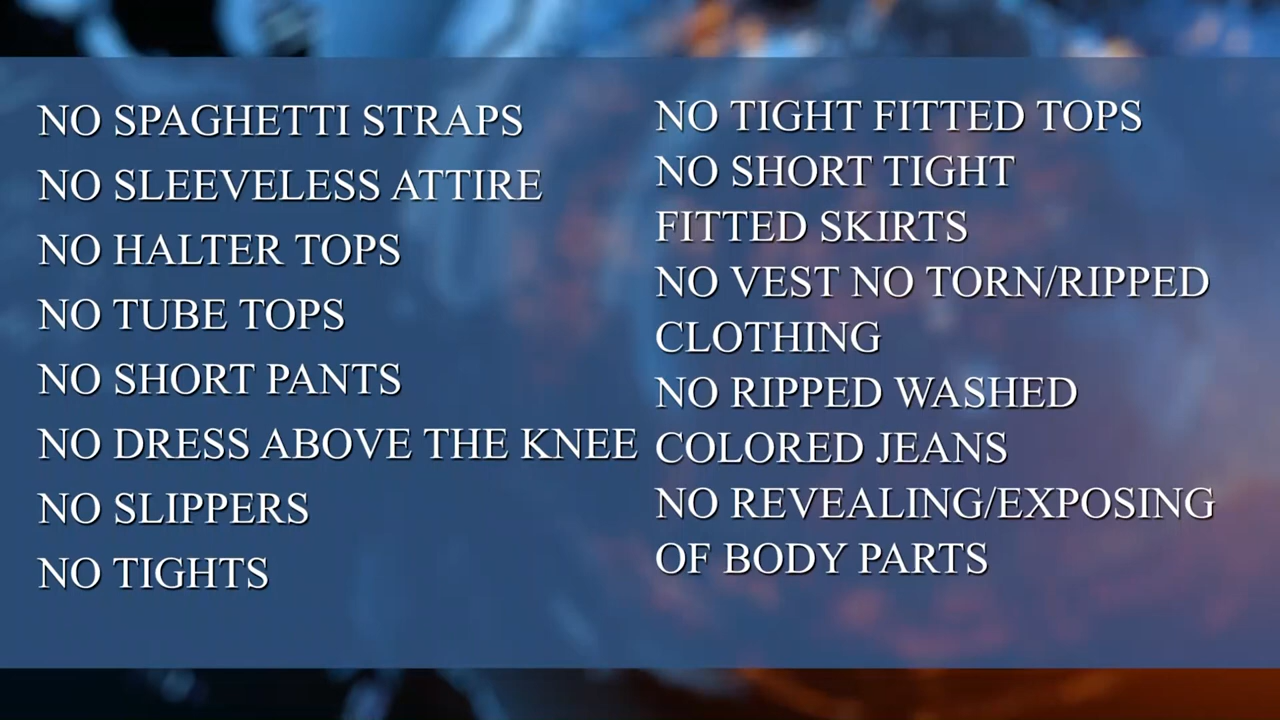 NO SPAGHETTI STRAPS
NO SLEEVELESS ATTIRE
NO HALTER TOPS
NO TUBE TOPS
NO SHORT PANTS
NO DRESS ABOVE THE KNEE
NO SLIPPERS
NO TIGHTS
NO TIGHT FITTED TOPS
NO SHORT TIGHT
FITTED SKIRTS
NO VEST NO TORN/RIPPED
CLOTHING
NO RIPPED WASHED
COLORED JEANS
NO REVEALING/EXPOSING
OF BODY PARTS